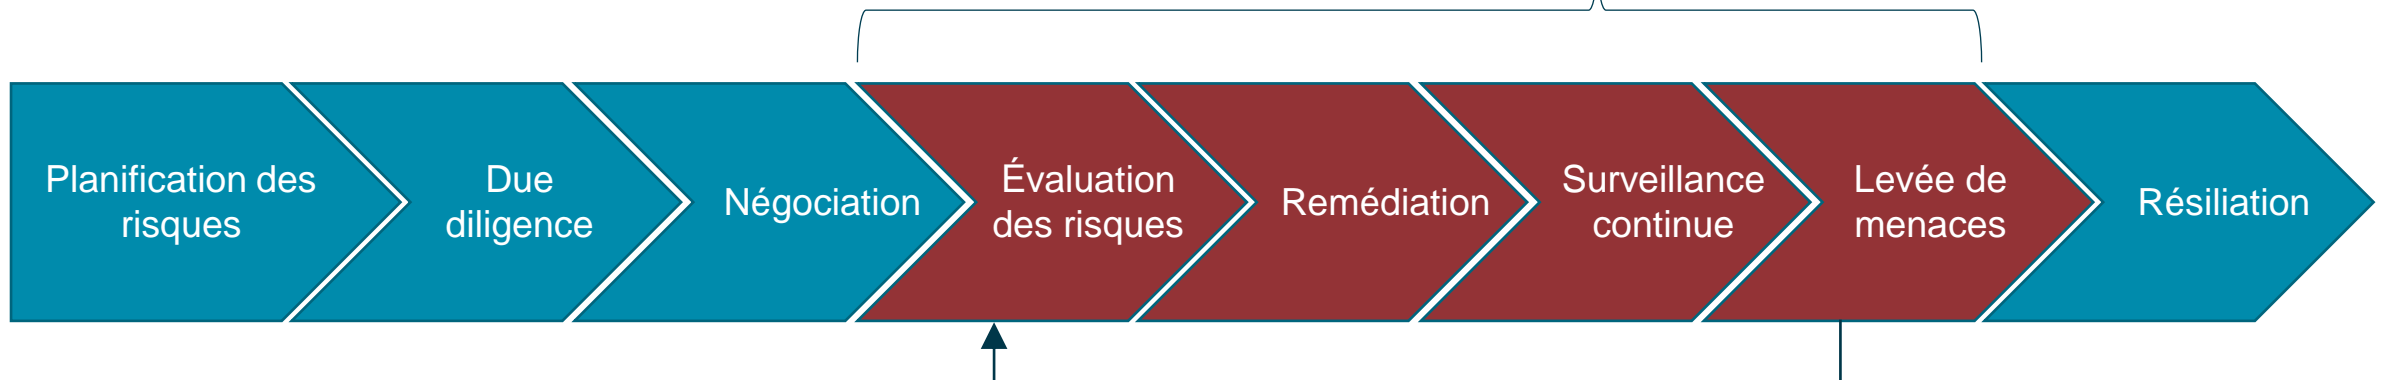 Planification des
risques
Due
diligence
Négociation
Évaluation
des risques
Remédiation
Surveillance
continue
Levée de
menaces
Résiliation